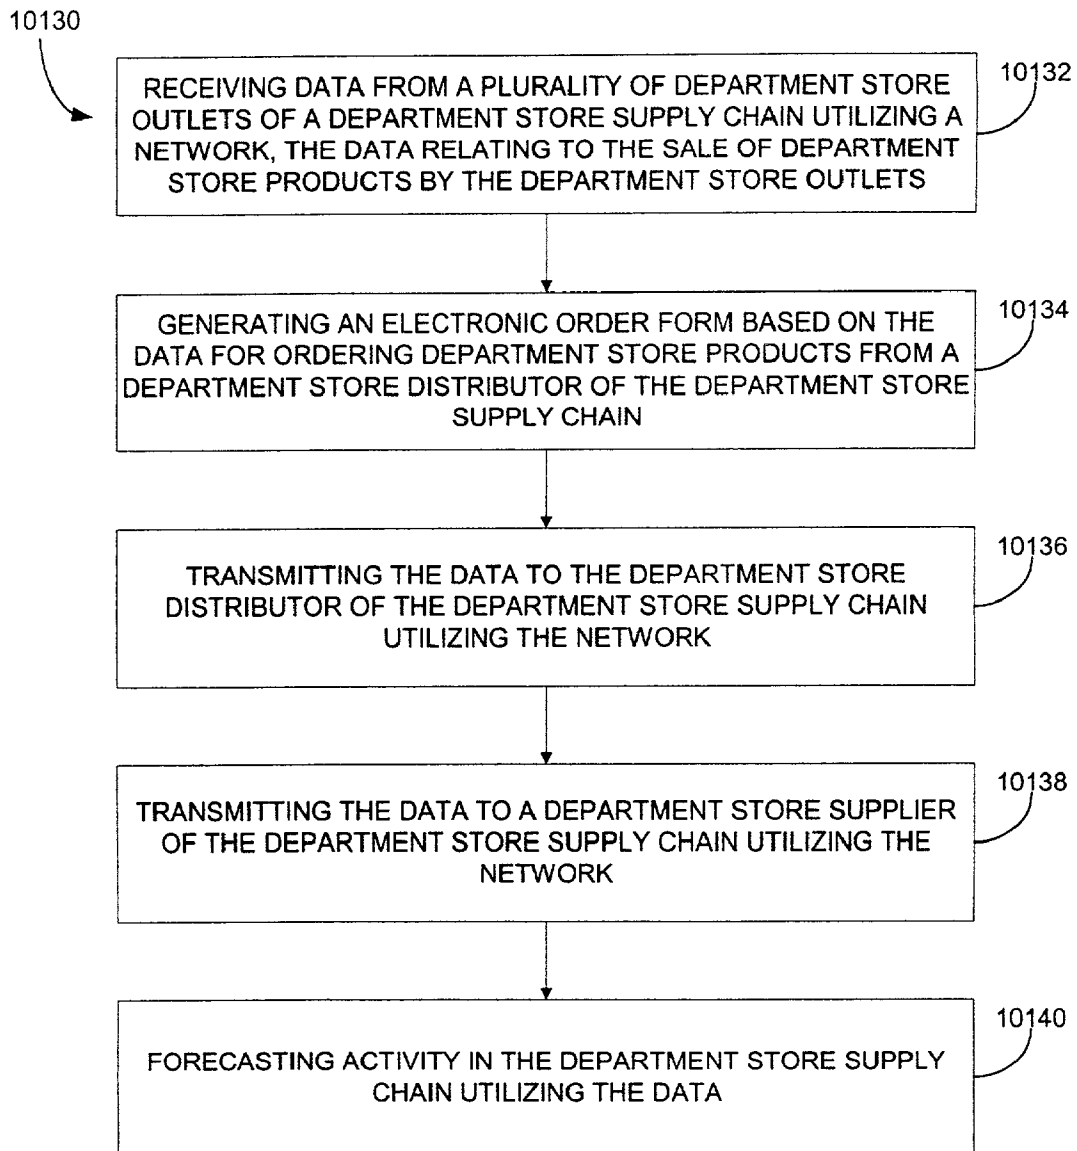 10130
10132
RECEIVING DATA FROM A PLURALITY OF DEPARTMENT STORE
OUTLETS OF A DEPARTMENT STORE SUPPLY CHAIN UTILIZING A
NETWORK, THE DATA RELATING TO THE SALE OF DEPARTMENT
STORE PRODUCTS BY THE DEPARTMENT STORE OUTLETS
10134
GENERATING AN ELECTRONIC ORDER FORM BASED ON THE
DATA FOR ORDERING DEPARTMENT STORE PRODUCTS FROM A
DEPARTMENT STORE DISTRIBUTOR OF THE DEPARTMENT STORE
SUPPLY CHAIN
10136
TRANSMITTING THE DATA TO THE DEPARTMENT STORE
DISTRIBUTOR OF THE DEPARTMENT STORE SUPPLY CHAIN
UTILIZING THE NETWORK
10138
TRANSMITTING THE DATA TO A DEPARTMENT STORE SUPPLIER
OF THE DEPARTMENT STORE SUPPLY CHAIN UTILIZING THE
NETWORK
10140
FORECASTING ACTIVITY IN THE DEPARTMENT STORE SUPPLY
CHAIN UTILIZING THE DATA